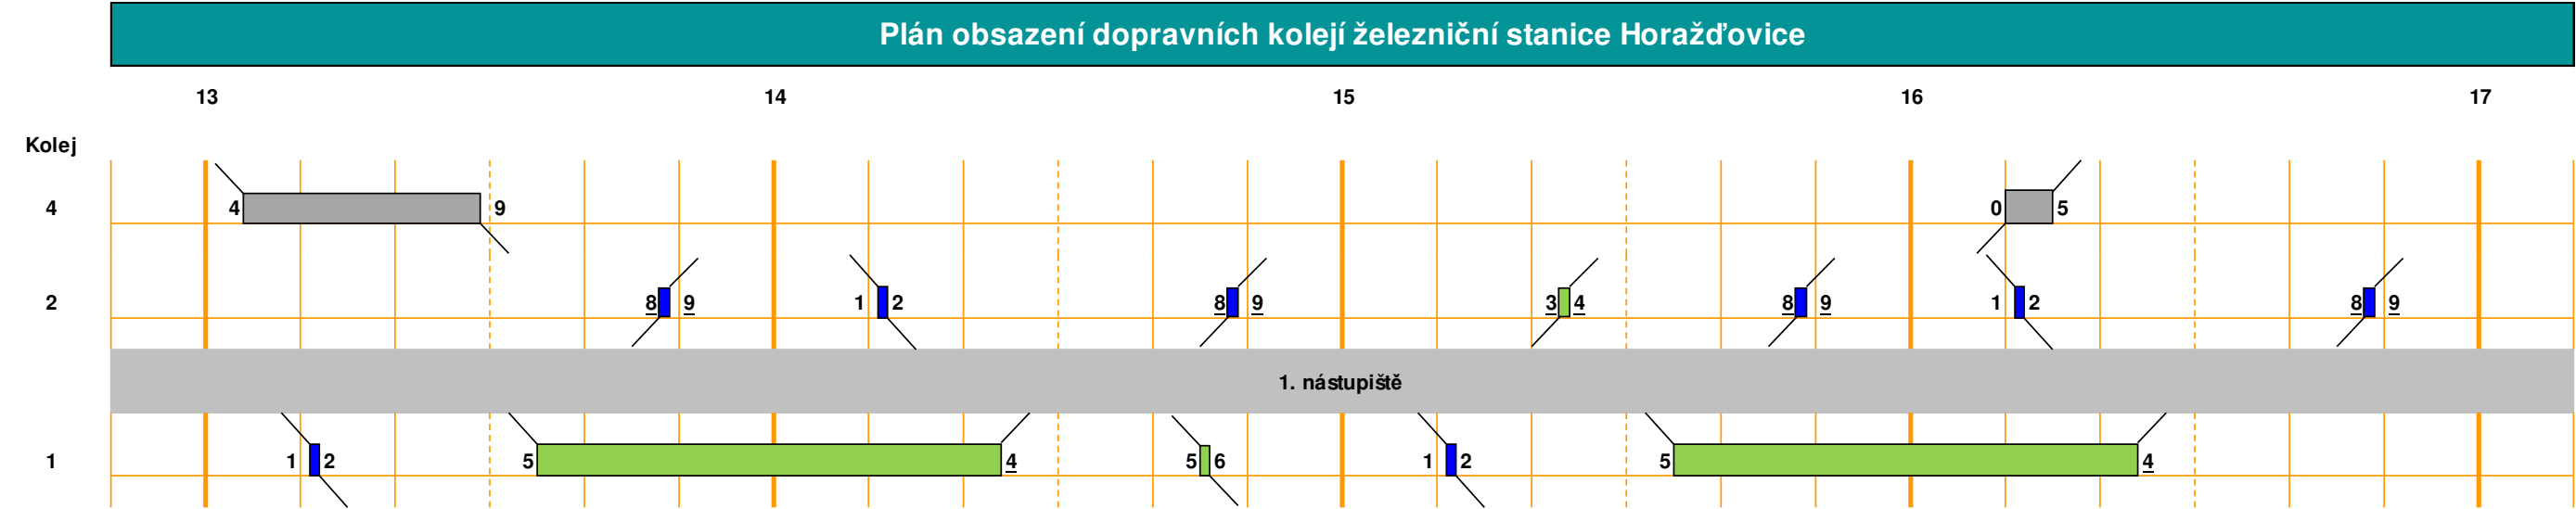 Plán obsazení dopravních kolejí železniční stanice Horažďovice
13 14 15 16 17
Kolej
4 4 9 0 5
2 8 9 1 2 8 9 3 4 8 9 1 2 8 9
1. nástupiště
1 1 2 5 4 5 6 1 2 5 4